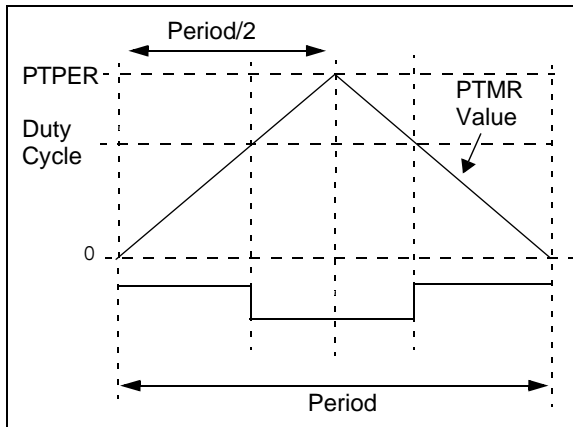 Period/2
PTPER
PTMR
Value
Duty
Cycle
0
Period